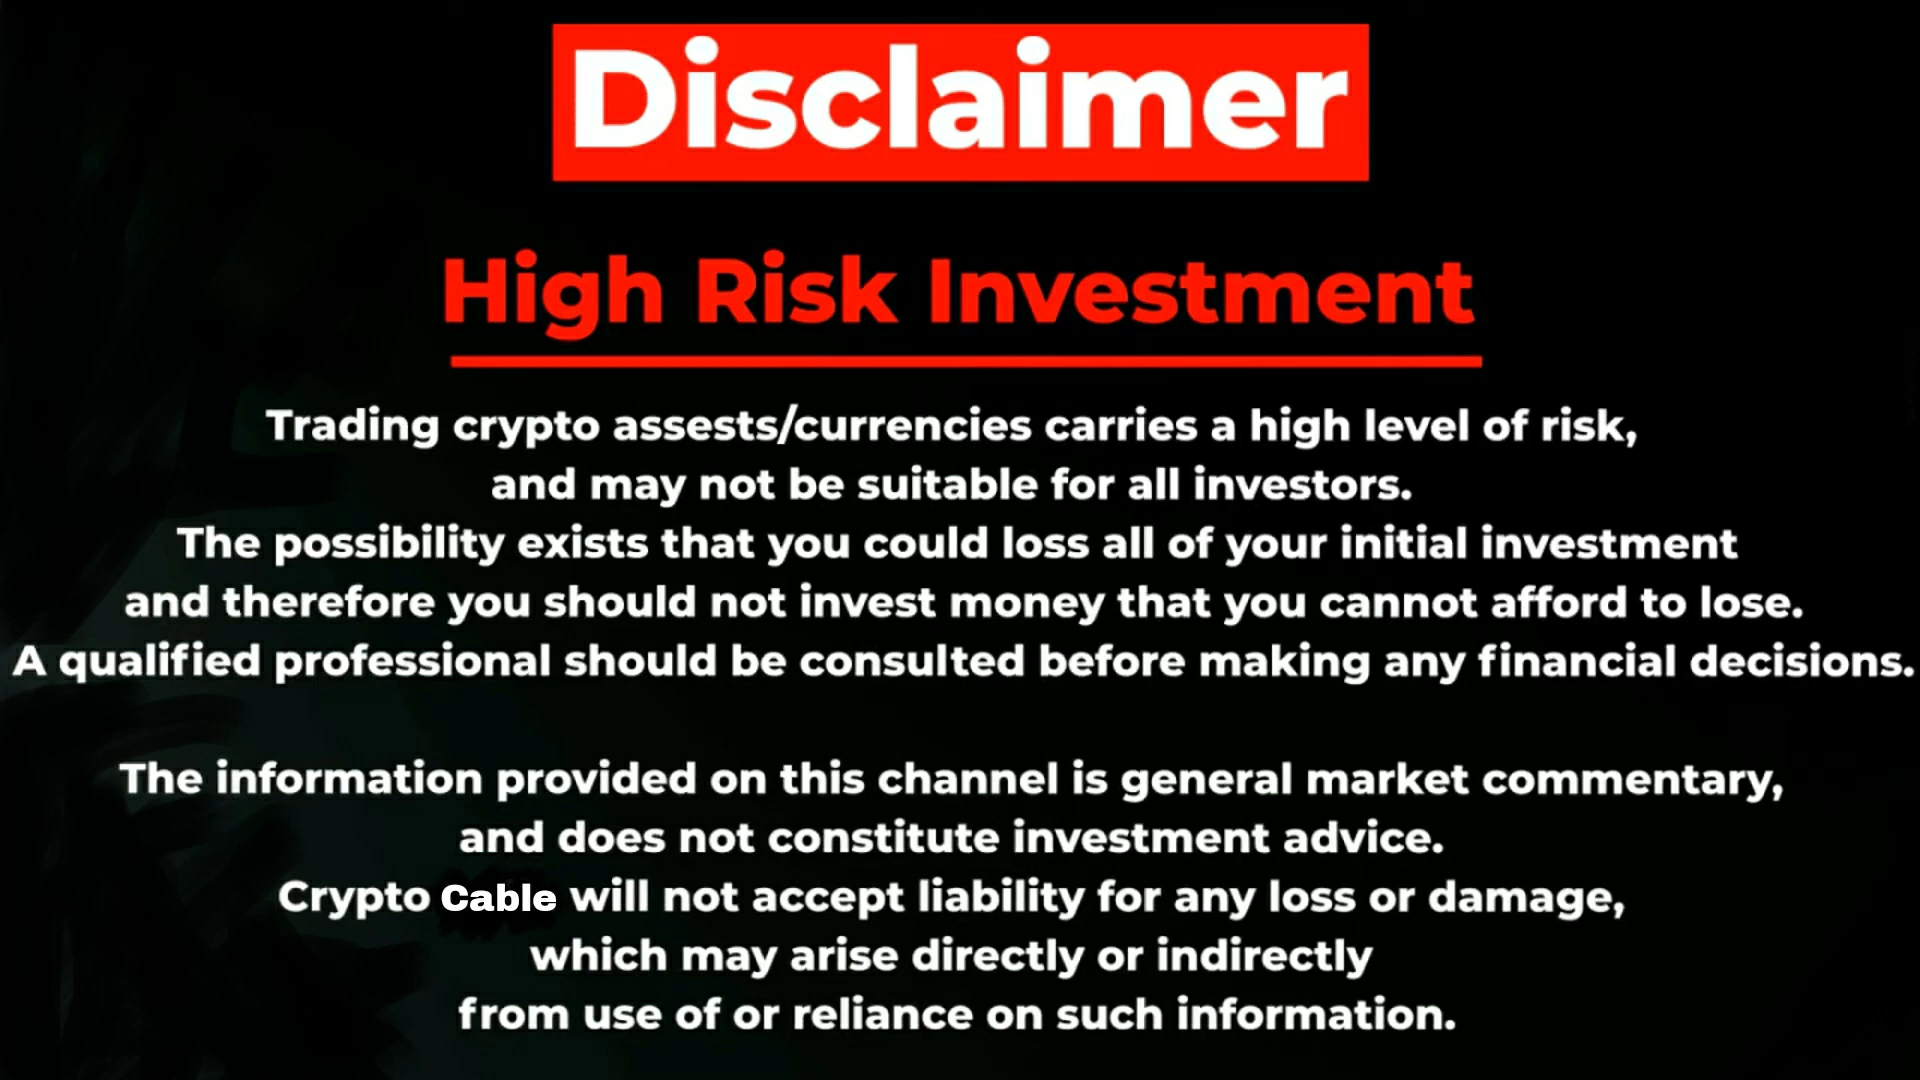 Disclaimer
High Risk Investment
Trading crypto assests/currencies carries a high level of risk,
and may not be suitable for all investors.
The possibility exists that you could loss all of your initial investment
and therefore you should not invest money that you cannot afford to lose.
A qualified professional should be consulted before making any financial decisions.
The information provided on this channel is general market commentary,
and does not constitute investment advice.
Crypto Cable will not accept liability for any loss or damage,
which may arise directly or indirectly
from use of or reliance on such information.